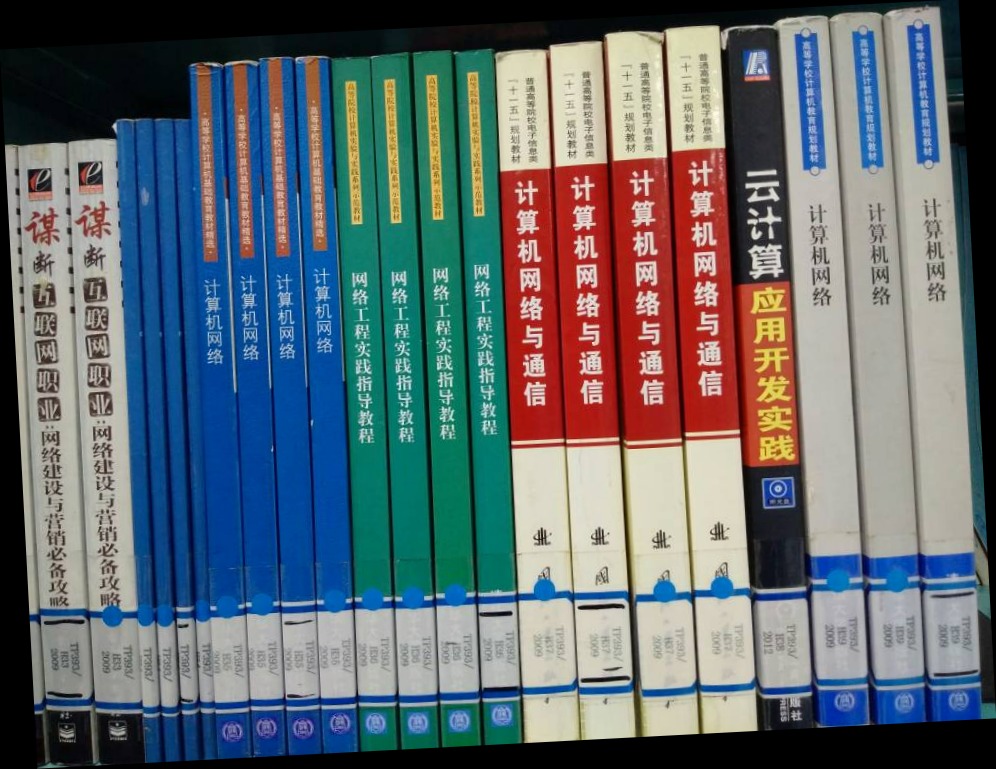 谋断互联网职业:网络建设与营销必备攻略
TP393/
H33
2009
谋断互联网职业:网络建设与营销必备攻略
TP393/
H33
2009
TP393/
TP393/
TP393/
TP393/
·高等学校计算机基础教育教材精选·
计算机网络
TP393/
2009
·高等学校计算机基础教育教材精选·
计算机网络
TP393/
2009
·高等学校计算机基础教育教材精选·
计算机网络
TP393/
2009
·高等学校计算机基础教育教材精选·
计算机网络
TP393/
2009
高等院校计算机实验与实践系列示范教材
网络工程实践指导教程
TP393/
H36
2009
高等院校计算机实验与实践系列示范教材
网络工程实践指导教程
TP393/
H36
2009
高等院校计算机实验与实践系列示范教材
网络工程实践指导教程
TP393/
H36
2009
高等院校计算机实验与实践系列示范教材
网络工程实践指导教程
TP393/
H36
2009
普通高等院校电子信息类
“十一五”规划教材
计算机网络与通信
TP393/
H37
2009
普通高等院校电子信息类
“十一五”规划教材
计算机网络与通信
TP393/
H37
2009
普通高等院校电子信息类
“十一五”规划教材
计算机网络与通信
TP393/
H37
2009
普通高等院校电子信息类
“十一五”规划教材
计算机网络与通信
TP393/
H37
2009
云计算
应用开发实践
TP393/
H38
2012
版社
PRESS
高等学校计算机教育规划教材
计算机网络
TP393/
H39
2009
高等学校计算机教育规划教材
计算机网络
TP393/
H39
2009
高等学校计算机教育规划教材
计算机网络
清
TP393/
H39
2009